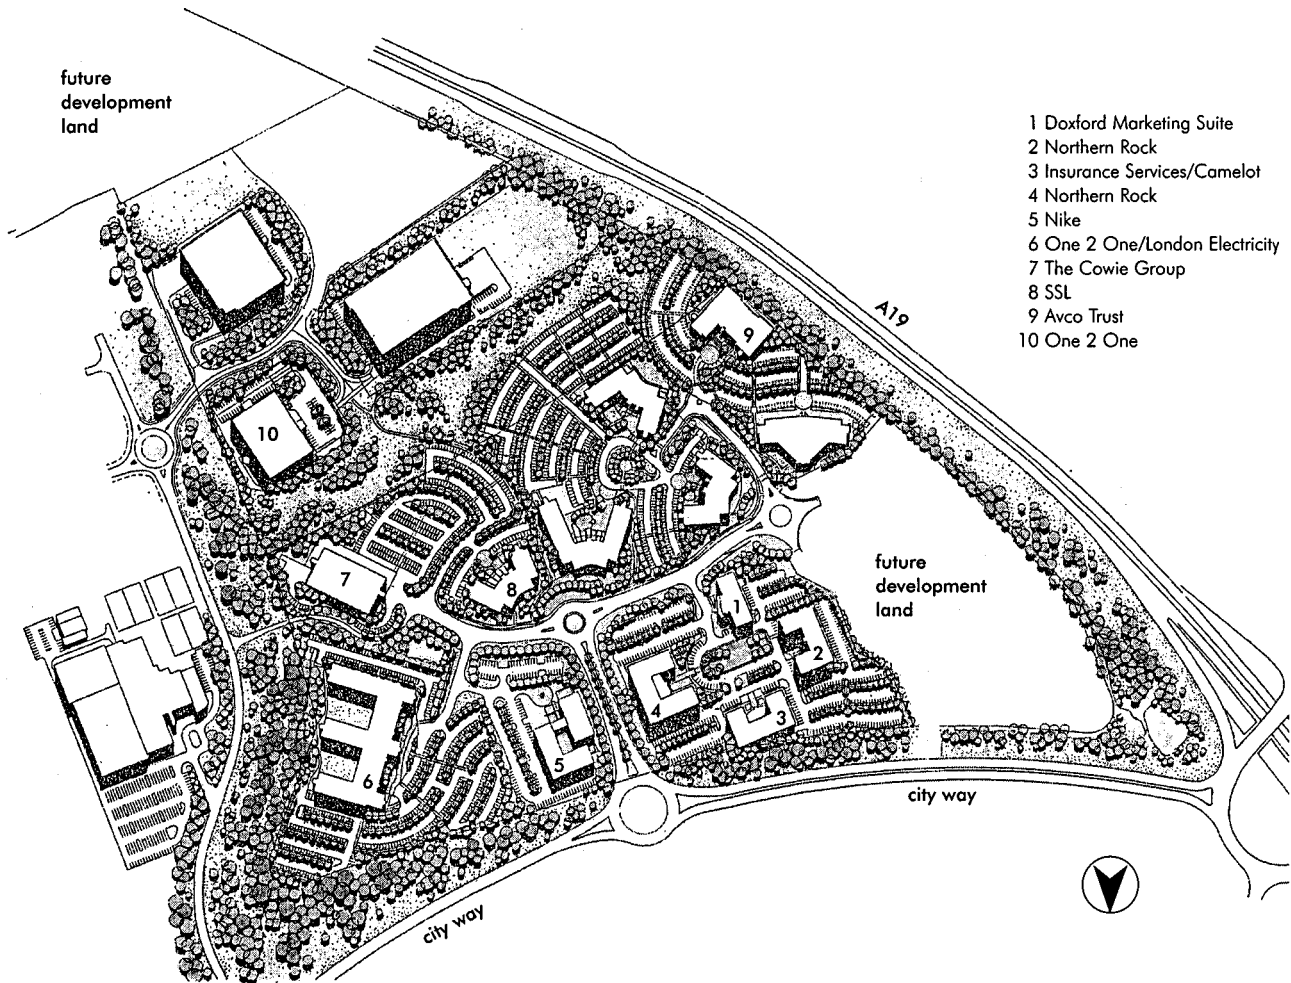 future
development
land
1 Doxford Marketing Suite
2 Northern Rock
3 Insurance Services/Camelot
4 Northern Rock
5 Nike
6 One 2 One/London Electricity
7 The Cowie Group
8 SSL
9 Avco Trust
10 One 2 One
A19
9
10
future
development
land
7
8
1
2
4
3
5
6
city way
city way